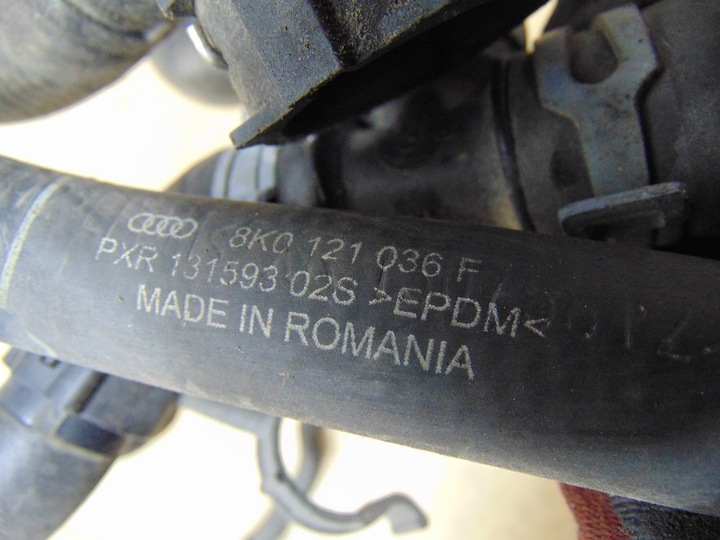 8K0 121 036 F
PXR 131593 02S >EPDM<
MADE IN ROMANIA